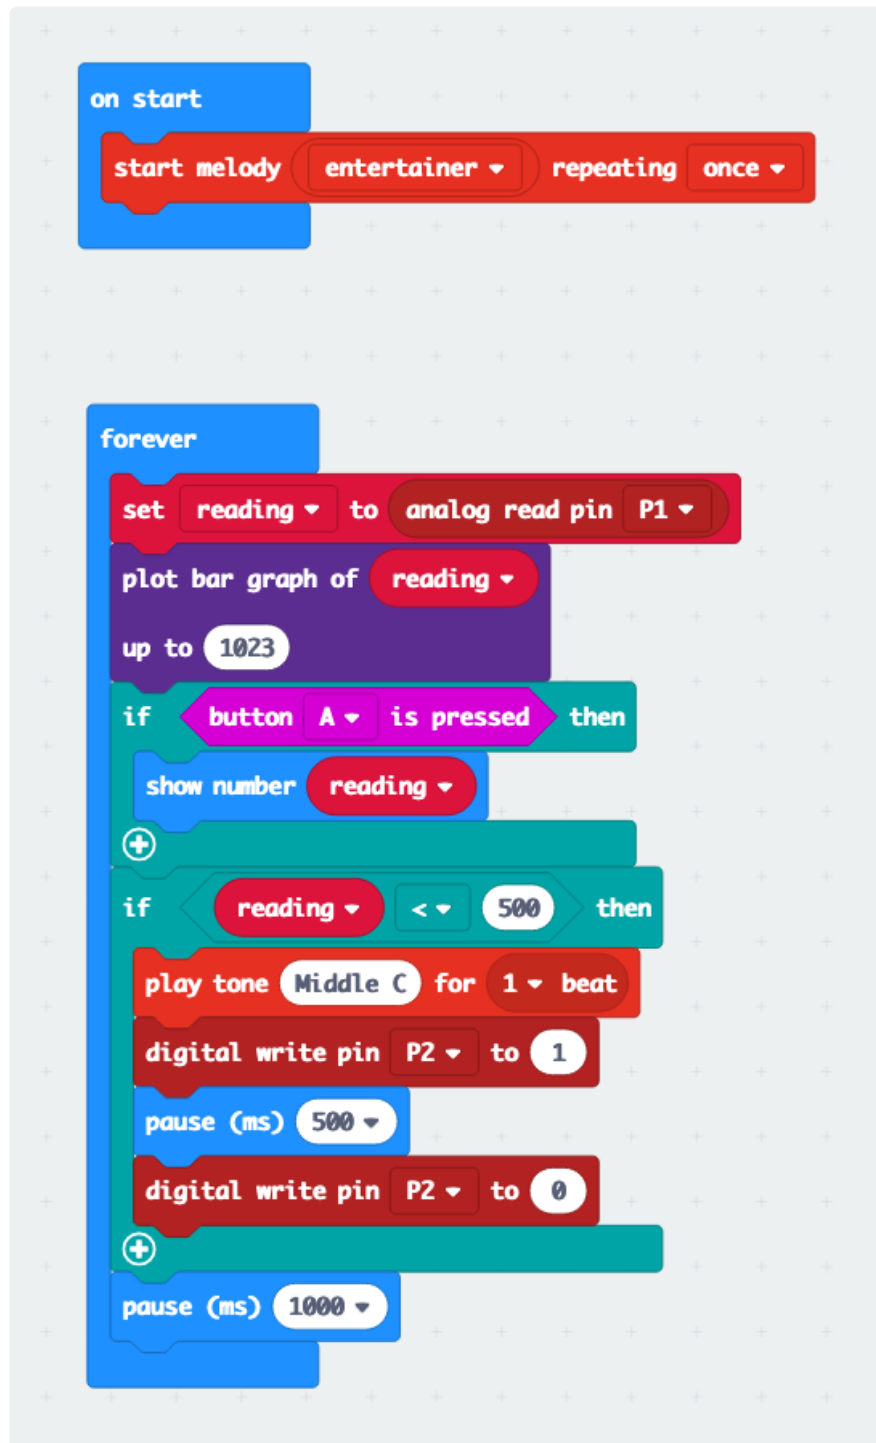 on start
start melody entertainer repeating once
forever
set reading to analog read pin P1
plot bar graph of reading
up to 1023
if button A is pressed then
show number reading
if reading < 500 then
play tone Middle C for 1 beat
digital write pin P2 to 1
pause (ms) 500
digital write pin P2 to 0
pause (ms) 1000